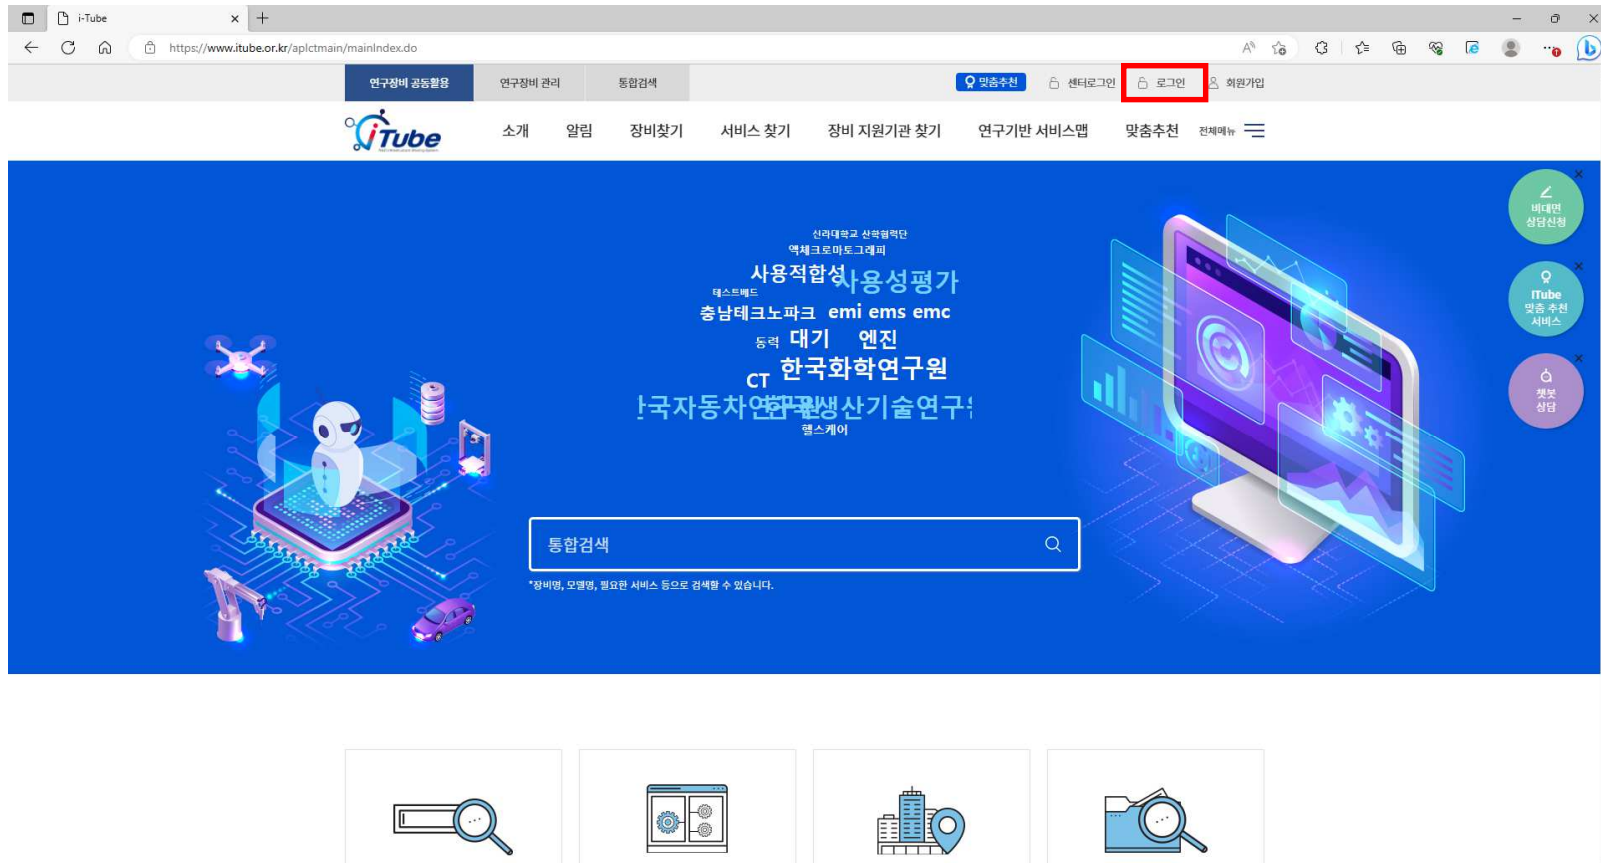 i-Tube
https://www.itube.or.kr/aplctmain/mainIndex.do
연구장비 공동활용 연구장비 관리 통합검색 맞춤추천 센터로그인 로그인 회원가입
iTube 소개 알림 장비찾기 서비스 찾기 장비 지원기관 찾기 연구기반 서비스맵 맞춤추천 전체메뉴
비대면
상담신청
신라대학교 산학협력단
액체크로마토그래피
사용적합성
사용성평가
테스트베드
충남테크노파크 emi ems emc
동력 대기 엔진
CT 한국화학연구원
헬스케어
ITube
맞춤 추천
서비스
챗봇
상담
통합검색
*장비명, 모델명, 필요한 서비스 등으로 검색할 수 있습니다.